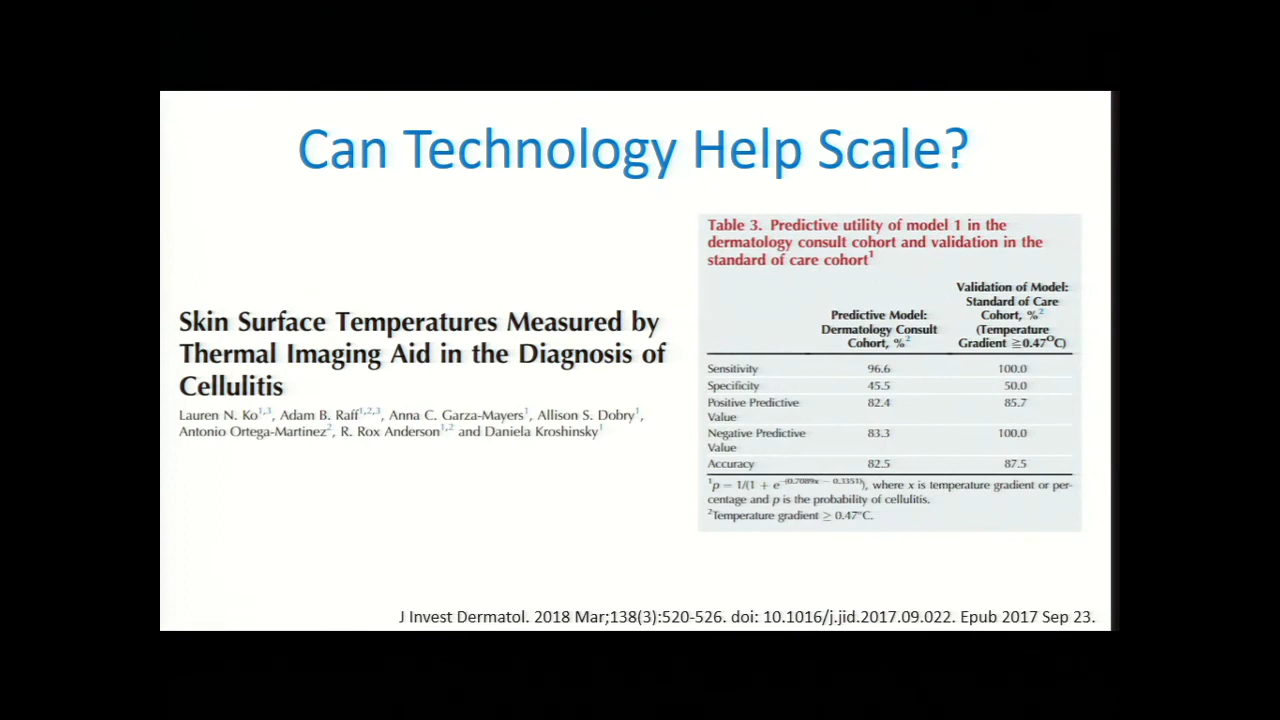 Can Technology Help Scale?
Skin Surface Temperatures Measured by
Thermal Imaging Aid in the Diagnosis of
Cellulitis
Lauren N. Ko1,3, Adam B. Raff1,2,3, Anna C. Garza-Mayers1, Allison S. Dobry1,
Antonio Ortega-Martinez2, R. Rox Anderson1,2 and Daniela Kroshinsky1
Table 3. Predictive utility of model 1 in the
dermatology consult cohort and validation in the
standard of care cohort1
Predictive Model:
Dermatology Consult
Cohort, %2
Validation of Model:
Standard of Care
Cohort, %2
(Temperature
Gradient ≧0.47°C)
Sensitivity 96.6 100.0
Specificity 45.5 50.0
Positive Predictive 82.4 85.7
Value
Negative Predictive 83.3 100.0
Value
Accuracy 82.5 87.5
1p = 1/(1 + e−(0.7089x − 0.3351)), where x is temperature gradient or per-
centage and p is the probability of cellulitis.
2Temperature gradient ≥ 0.47°C.
J Invest Dermatol. 2018 Mar;138(3):520-526. doi: 10.1016/j.jid.2017.09.022. Epub 2017 Sep 23.